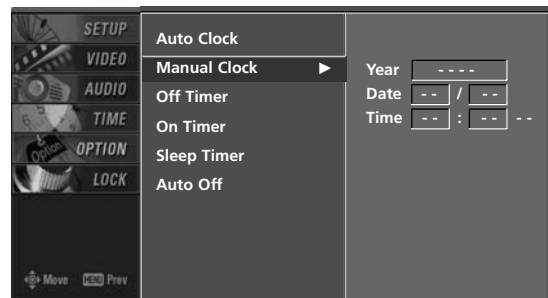 SETUP
VIDEO
AUDIO
TIME
OPTION
LOCK
Move MENU Prev
Auto Clock
Manual Clock ►
Off Timer
On Timer
Sleep Timer
Auto Off
Year - - - -
Date - - / - -
Time - - : - - - -